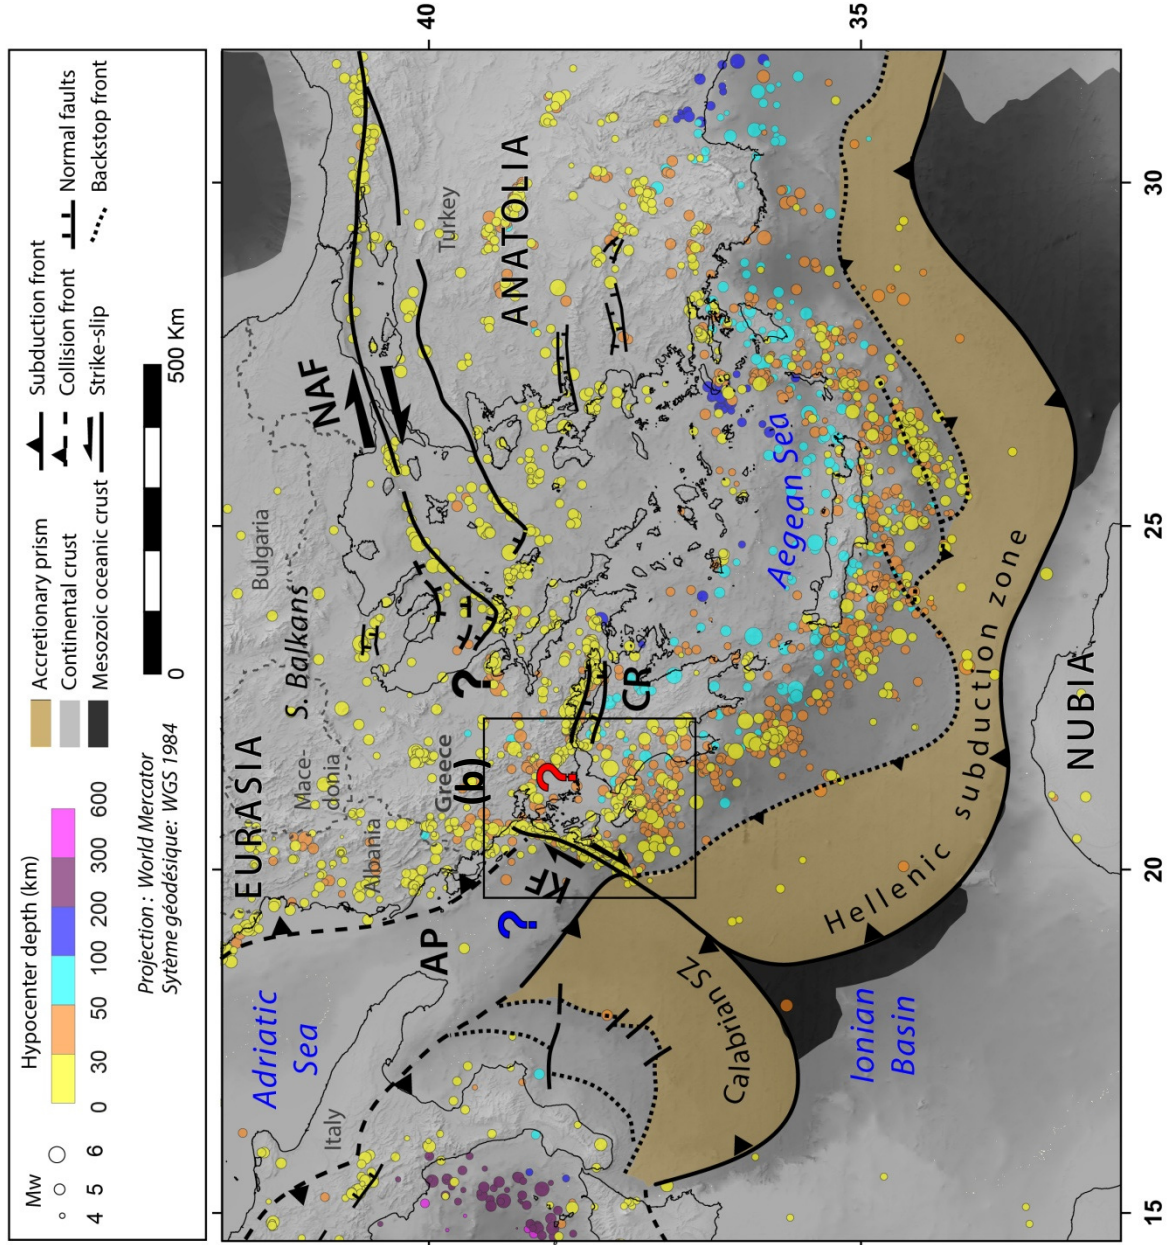 Mw
4 5 6
Hypocenter depth (km)
0 30 50 100 200 300 600
Accretionary prism
Continental crust
Mesozoic oceanic crust
Subduction front
Collision front
Strike-slip
Normal faults
Backstop front
Projection : World Mercator
Sytème géodésique: WGS 1984
0 500 Km
Adriatic
Sea
Italy
EURASIA
Mace-
donia
Albania
S. Balkans
Bulgaria
Greece
(b)
?
NAF
Turkey
ANATOLIA
AP
?
KF
?
CR
Aegean Sea
Calabrian SZ
Ionian
Basin
Hellenic
subduction zone
NUBIA
40
35
15
20
25
30